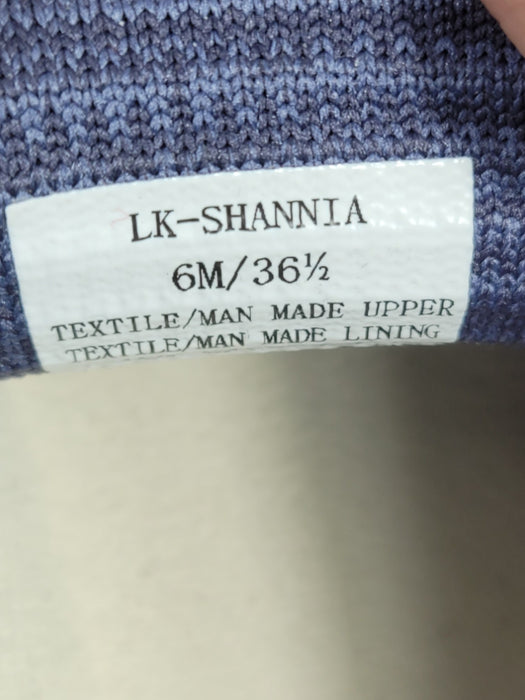 LK-SHANNIA
6M/36½
TEXTILE/MAN MADE UPPER
TEXTILE/MAN MADE LINING